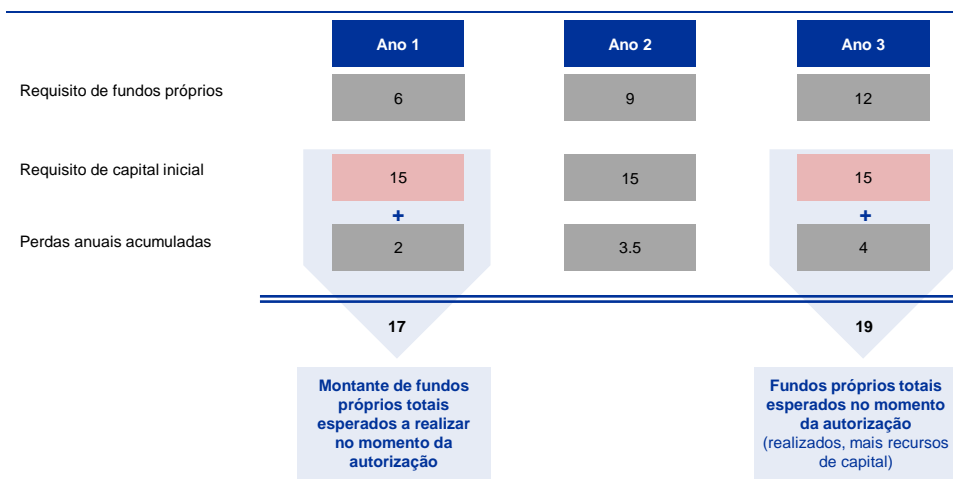 Ano 1 Ano 2 Ano 3
Requisito de fundos próprios 6 9 12
Requisito de capital inicial 15 15 15
+ +
Perdas anuais acumuladas 2 3.5 4
17 19
Montante de fundos
próprios totais
esperados a realizar
no momento da
autorização
Fundos próprios totais
esperados no momento
da autorização
(realizados, mais recursos
de capital)